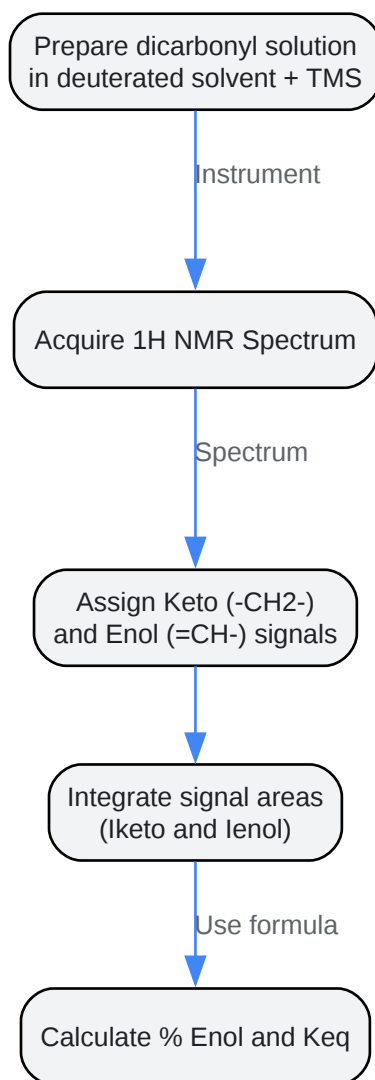 Prepare dicarbonyl solution
in deuterated solvent + TMS
Instrument
Acquire 1H NMR Spectrum
Spectrum
Assign Keto (-CH2-)
and Enol (=CH-) signals
Integrate signal areas
(Iketo and Ienol)
Use formula
Calculate % Enol and Keq